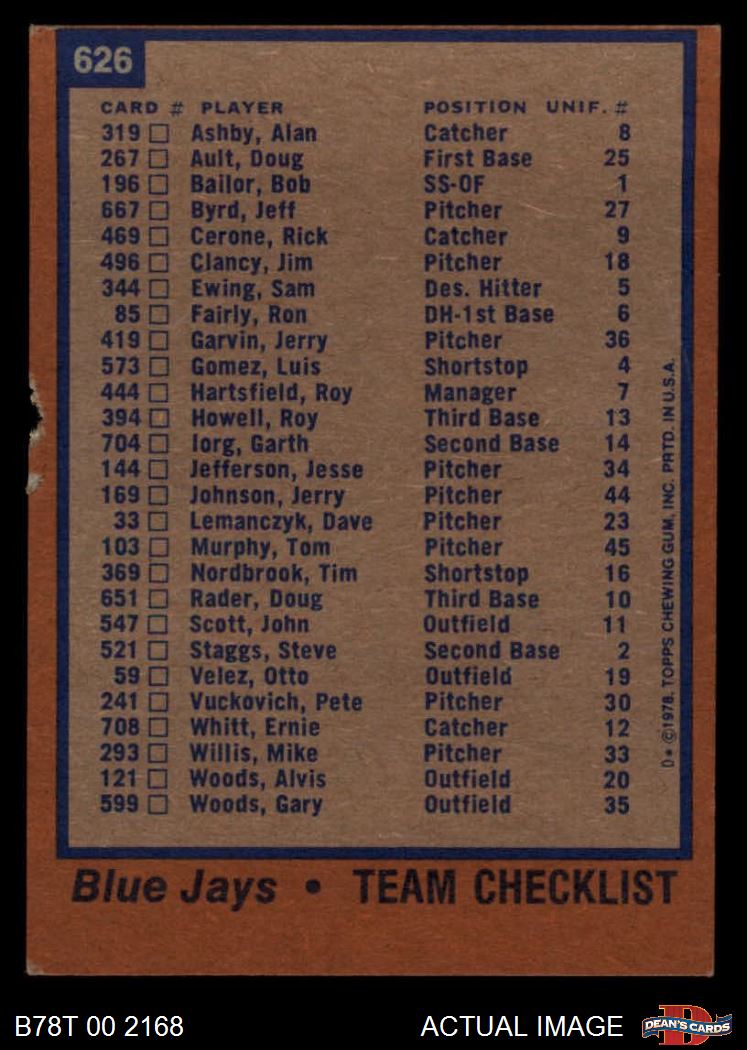 626
CARD # PLAYER POSITION UNIF. #
319 Ashby, Alan Catcher 8
267 Ault, Doug First Base 25
196 Bailor, Bob SS-OF 1
667 Byrd, Jeff Pitcher 27
469 Cerone, Rick Catcher 9
496 Clancy, Jim Pitcher 18
344 Ewing, Sam Des. Hitter 5
85 Fairly, Ron DH-1st Base 6
419 Garvin, Jerry Pitcher 36
573 Gomez, Luis Shortstop 4
444 Hartsfield, Roy Manager 7
394 Howell, Roy Third Base 13
704 Iorg, Garth Second Base 14
144 Jefferson, Jesse Pitcher 34
169 Johnson, Jerry Pitcher 44
33 Lemanczyk, Dave Pitcher 23
103 Murphy, Tom Pitcher 45
369 Nordbrook, Tim Shortstop 16
651 Rader, Doug Third Base 10
547 Scott, John Outfield 11
521 Staggs, Steve Second Base 2
59 Velez, Otto Outfield 19
241 Vuckovich, Pete Pitcher 30
708 Whitt, Ernie Catcher 12
293 Willis, Mike Pitcher 33
121 Woods, Alvis Outfield 20
599 Woods, Gary Outfield 35
D* ©1978. TOPPS CHEWING GUM, INC. PRTD. IN U.S.A.
Blue Jays • TEAM CHECKLIST
B78T 00 2168 ACTUAL IMAGE
DEAN'S CARDS